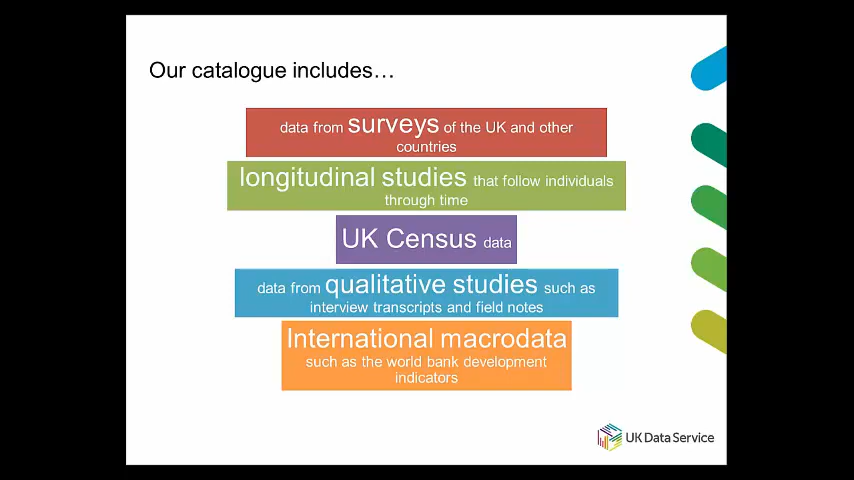 Our catalogue includes…
data from surveys of the UK and other
countries
longitudinal studies that follow individuals
through time
UK Census data
data from qualitative studies such as
interview transcripts and field notes
International macrodata
such as the world bank development
indicators
UK Data Service